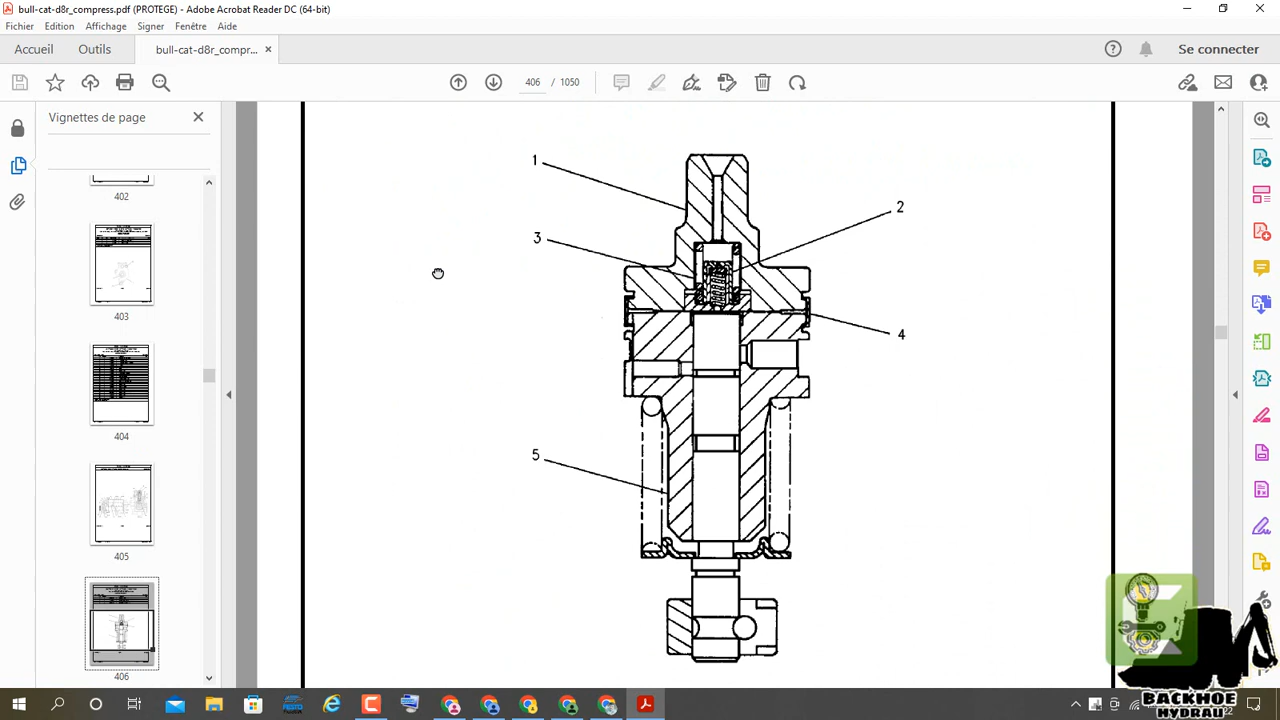 bull-cat-d8r_compress.pdf (PROTEGE) - Adobe Acrobat Reader DC (64-bit)
Fichier Edition Affichage Signer Fenêtre Aide
Accueil Outils bull-cat-d8r_compr... × Se connecter
406 / 1050
Vignettes de page
402
403
404
405
406
1
2
3
4
5
BACKHOE
HYDRAU